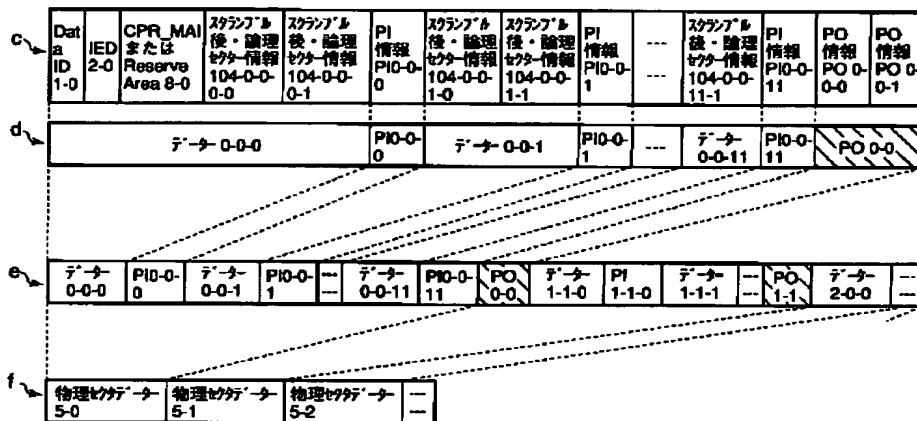 c
Dat
a
ID
1-0
IED
2-0
CPR_MAI
または
Reserve
Area 8-0
スクランブル
後・論理
セクター情報
104-0-0-
0-0
スクランブル
後・論理
セクター情報
104-0-0-
0-1
PI
情報
PI0-0-
0
スクランブル
後・論理
セクター情報
104-0-0-
1-0
スクランブル
後・論理
セクター情報
104-0-0-
1-1
PI
情報
PI0-0-
1
----
----
スクランブル
後・論理
セクター情報
104-0-0-
11-1
PI
情報
PI0-0-
11
PO
情報
PO 0-
0-0
PO
情報
PO 0-
0-1
d
データー 0-0-0
PI0-0-
0
データー 0-0-1
PI0-0-
1
----
データー
0-0-11
PI0-0-
11
PO 0-0
e
データー
0-0-0
PI0-0-
0
データー
0-0-1
PI0-0-
1
----
----
データー
0-0-11
PI0-0-
11
PO
0-0
データー
1-1-0
PI
1-1-0
データー
1-1-1
----
----
PO
1-1
データー
2-0-0
----
----
f
物理セクタデーター
5-0
物理セクタデーター
5-1
物理セクタデーター
5-2
----
----